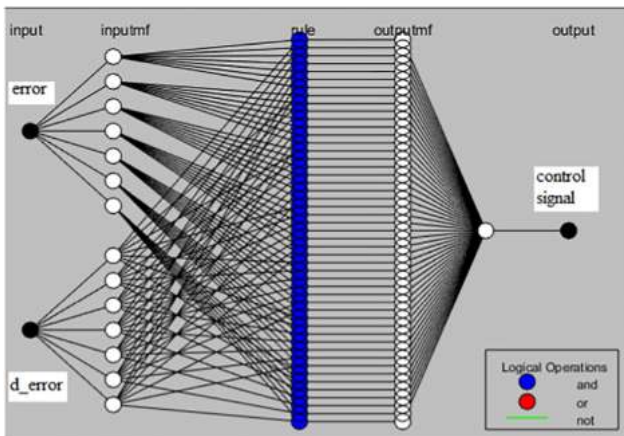 input inputmf rule outputmf output
error
control
signal
d_error
Logical Operations
and
or
not